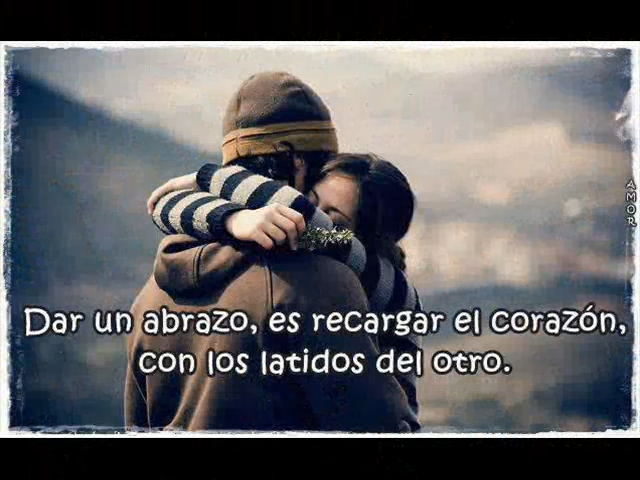 Dar un abrazo, es recargar el corazón,
con los latidos del otro.
AMOR